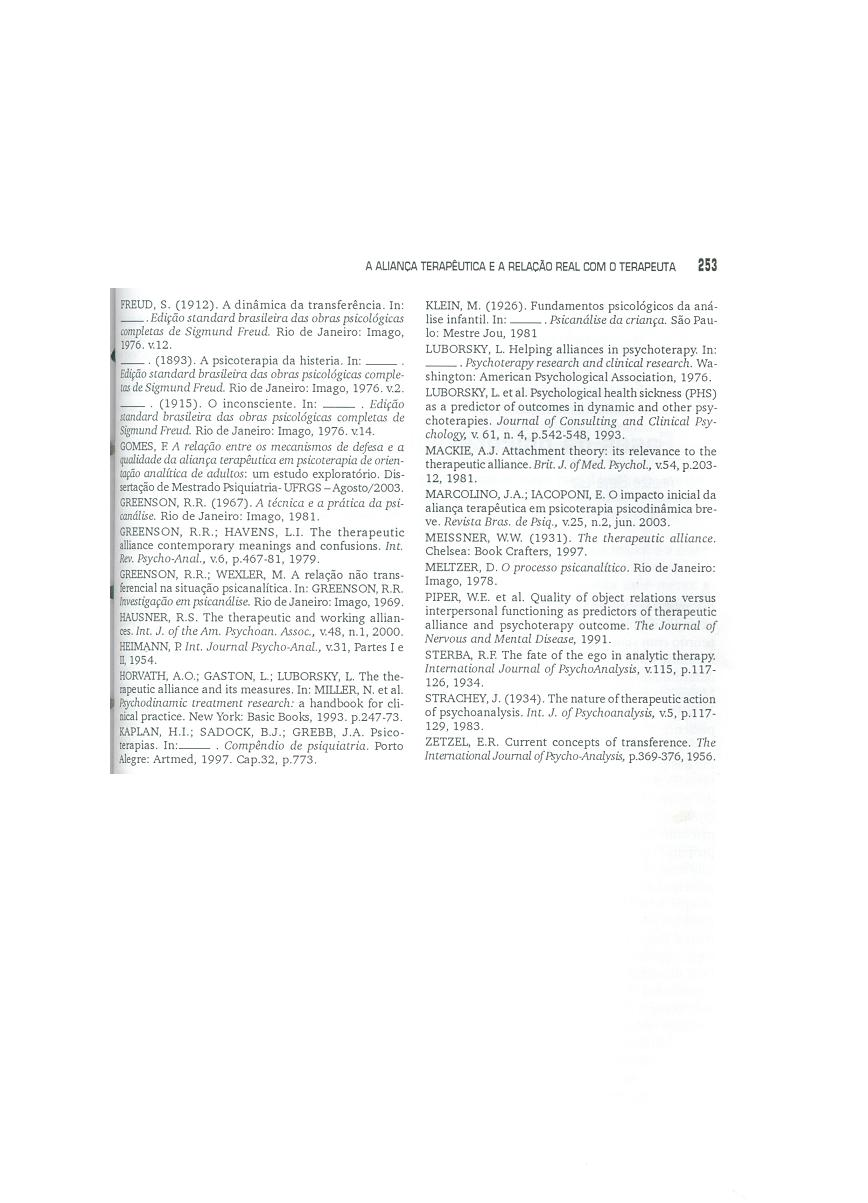 A ALIANÇA TERAPÊUTICA E A RELAÇÃO REAL COM O TERAPEUTA 253
FREUD, S. (1912). A dinâmica da transferência. In:
_____. Edição standard brasileira das obras psicológicas
completas de Sigmund Freud. Rio de Janeiro: Imago,
1976. v.12.
_____. (1893). A psicoterapia da histeria. In: _____.
Edição standard brasileira das obras psicológicas comple-
tas de Sigmund Freud. Rio de Janeiro: Imago, 1976. v.2.
_____. (1915). O inconsciente. In: _____. Edição
standard brasileira das obras psicológicas completas de
Sigmund Freud. Rio de Janeiro: Imago, 1976. v.14.
GOMES, F. A relação entre os mecanismos de defesa e a
qualidade da aliança terapêutica em psicoterapia de orien-
tação analítica de adultos: um estudo exploratório. Dis-
sertação de Mestrado Psiquiatria- UFRGS – Agosto/2003.
GREENSON, R.R. (1967). A técnica e a prática da psi-
canálise. Rio de Janeiro: Imago, 1981.
GREENSON, R.R.; HAVENS, L.I. The therapeutic
alliance contemporary meanings and confusions. Int.
Rev. Psycho-Anal., v.6, p.467-81, 1979.
GREENSON, R.R.; WEXLER, M. A relação não trans-
ferencial na situação psicanalítica. In: GREENSON, R.R.
Investigação em psicanálise. Rio de Janeiro: Imago, 1969.
HAUSNER, R.S. The therapeutic and working allian-
ces. Int. J. of the Am. Psychoan. Assoc., v.48, n.1, 2000.
HEIMANN, P. Int. Journal Psycho-Anal., v.31, Partes I e
II, 1954.
HORVATH, A.O.; GASTON, L.; LUBORSKY, L. The the-
rapeutic alliance and its measures. In: MILLER, N. et al.
Psychodinamic treatment research: a handbook for cli-
nical practice. New York: Basic Books, 1993. p.247-73.
KAPLAN, H.I.; SADOCK, B.J.; GREBB, J.A. Psico-
terapias. In:_____. Compêndio de psiquiatria. Porto
Alegre: Artmed, 1997. Cap.32, p.773.
KLEIN, M. (1926). Fundamentos psicológicos da aná-
lise infantil. In: _____. Psicanálise da criança. São Pau-
lo: Mestre Jou, 1981
LUBORSKY, L. Helping alliances in psychoterapy. In:
_____. Psychoterapy research and clinical research. Wa-
shington: American Psychological Association, 1976.
LUBORSKY, L. et al. Psychological health sickness (PHS)
as a predictor of outcomes in dynamic and other psy-
choterapies. Journal of Consulting and Clinical Psy-
chology, v. 61, n. 4, p.542-548, 1993.
MACKIE, A.J. Attachment theory: its relevance to the
therapeutic alliance. Brit. J. of Med. Psychol., v.54, p.203-
12, 1981.
MARCOLINO, J.A.; IACOPONI, E. O impacto inicial da
aliança terapêutica em psicoterapia psicodinâmica bre-
ve. Revista Bras. de Psiq., v.25, n.2, jun. 2003.
MEISSNER, W.W. (1931). The therapeutic alliance.
Chelsea: Book Crafters, 1997.
MELTZER, D. O processo psicanalítico. Rio de Janeiro:
Imago, 1978.
PIPER, W.E. et al. Quality of object relations versus
interpersonal functioning as predictors of therapeutic
alliance and psychoterapy outcome. The Journal of
Nervous and Mental Disease, 1991.
STERBA, R.F. The fate of the ego in analytic therapy.
International Journal of PsychoAnalysis, v.115, p.117-
126, 1934.
STRACHEY, J. (1934). The nature of therapeutic action
of psychoanalysis. Int. J. of Psychoanalysis, v.5, p.117-
129, 1983.
ZETZEL, E.R. Current concepts of transference. The
International Journal of Psycho-Analysis, p.369-376, 1956.